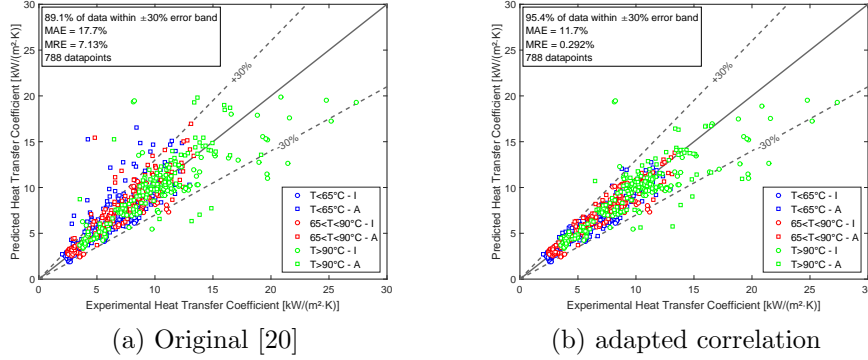 89.1% of data within ±30% error band
MAE = 17.7%
MRE = 7.13%
788 datapoints
+30%
-30%
T<65°C - I
T<65°C - A
65<T<90°C - I
65<T<90°C - A
T>90°C - I
T>90°C - A
30
25
20
15
10
5
0
0 5 10 15 20 25 30
Predicted Heat Transfer Coefficient [kW/(m²·K)]
Experimental Heat Transfer Coefficient [kW/(m²·K)]
(a) Original [20]
95.4% of data within ±30% error band
MAE = 11.7%
MRE = 0.292%
788 datapoints
+30%
-30%
T<65°C - I
T<65°C - A
65<T<90°C - I
65<T<90°C - A
T>90°C - I
T>90°C - A
30
25
20
15
10
5
0
0 5 10 15 20 25 30
Predicted Heat Transfer Coefficient [kW/(m²·K)]
Experimental Heat Transfer Coefficient [kW/(m²·K)]
(b) adapted correlation